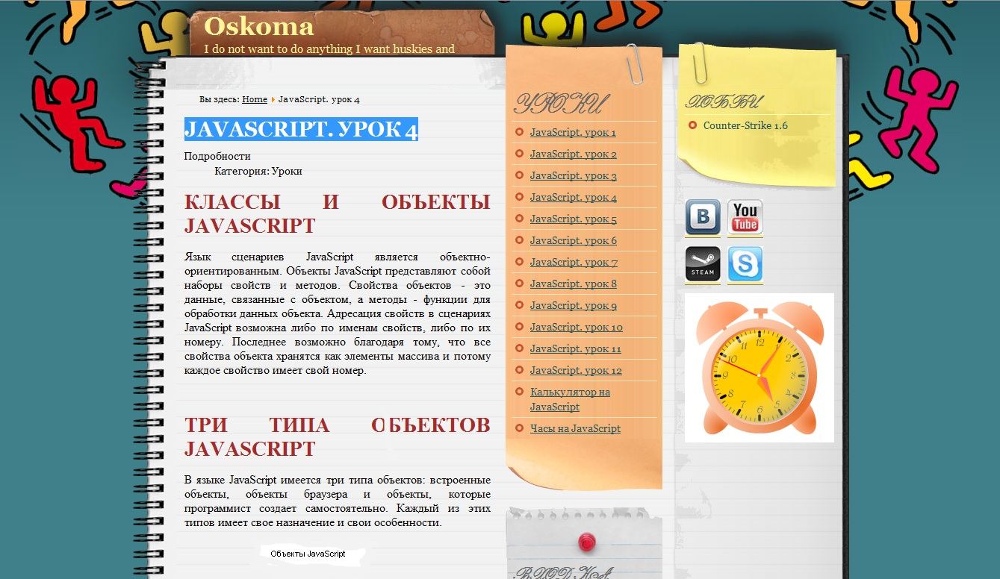 Oskoma
I do not want to do anything I want huskies and
Вы здесь: Home JavaScript. урок 4
JAVASCRIPT. УРОК 4
Подробности
Категория: Уроки
КЛАССЫ И ОБЪЕКТЫ
JAVASCRIPT
Язык сценариев JavaScript является объектно-
ориентированным. Объекты JavaScript представляют собой
наборы свойств и методов. Свойства объектов - это
данные, связанные с объектом, а методы - функции для
обработки данных объекта. Адресация свойств в сценариях
JavaScript возможна либо по именам свойств, либо по их
номеру. Последнее возможно благодаря тому, что все
свойства объекта хранятся как элементы массива и потому
каждое свойство имеет свой номер.
ТРИ ТИПА ОБЪЕКТОВ
JAVASCRIPT
В языке JavaScript имеется три типа объектов: встроенные
объекты, объекты браузера и объекты, которые
программист создает самостоятельно. Каждый из этих
типов имеет свое назначение и свои особенности.
Объекты JavaScript
УРОКИ
JavaScript. урок 1
JavaScript. урок 2
JavaScript. урок 3
JavaScript. урок 4
JavaScript. урок 5
JavaScript. урок 6
JavaScript. урок 7
JavaScript. урок 8
JavaScript. урок 9
JavaScript. урок 10
JavaScript. урок 11
JavaScript. урок 12
Калькулятор на
JavaScript
Часы на JavaScript
ХОББИ
Counter-Strike 1.6
B
You
Tube
STEAM
S
12
1
2
3
4
5
6
7
8
9
10
11